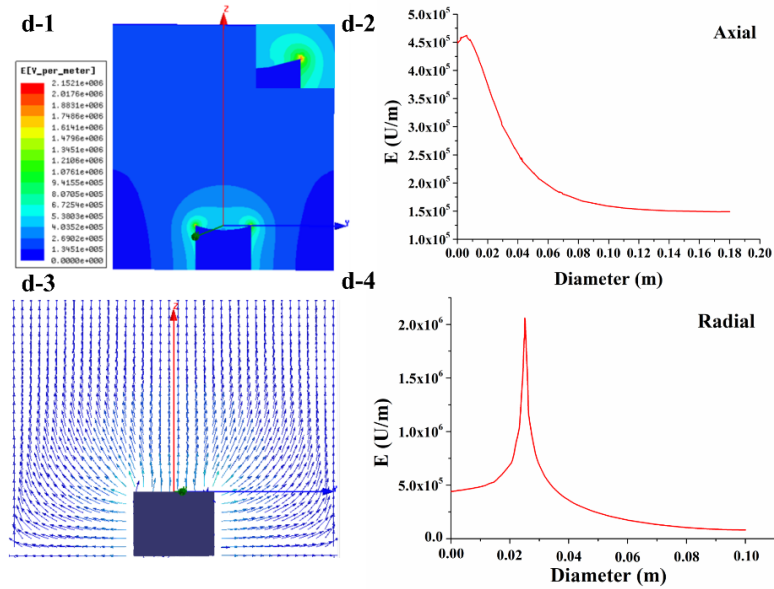 d-1
E[V_per_meter]
2.1521e+006
2.0176e+006
1.8831e+006
1.7486e+006
1.6141e+006
1.4796e+006
1.3451e+006
1.2106e+006
1.0761e+006
9.4155e+005
8.0705e+005
6.7254e+005
5.3803e+005
4.0352e+005
2.6902e+005
1.3451e+005
0.0000e+000
Z
Y
d-2
Axial
E (U/m)
4.5x10⁵
4.0x10⁵
3.5x10⁵
3.0x10⁵
2.5x10⁵
2.0x10⁵
1.5x10⁵
1.0x10⁵
0.00 0.02 0.04 0.06 0.08 0.10 0.12 0.14 0.16 0.18 0.20
Diameter (m)
d-3
Z
d-4
Radial
E (U/m)
2.0x10⁶
1.5x10⁶
1.0x10⁶
5.0x10⁵
0.0
0.00 0.02 0.04 0.06 0.08 0.10
Diameter (m)